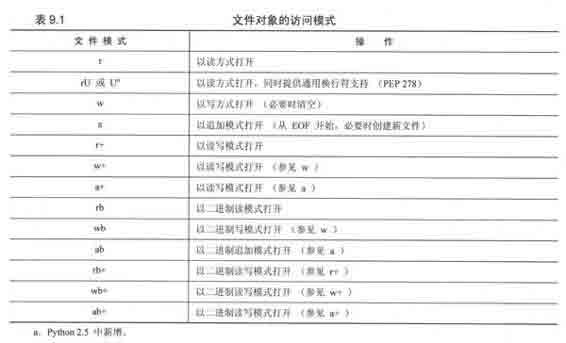 表 9.1 文件对象的访问模式
文 件 模 式 操 作
r 以读方式打开
rU 或 Uª 以读方式打开,同时提供通用换行符支持 (PEP 278)
w 以写方式打开 (必要时清空)
a 以追加模式打开 (从 EOF 开始,必要时创建新文件)
r+ 以读写模式打开
w+ 以读写模式打开 (参见 w )
a+ 以读写模式打开 (参见 a )
rb 以二进制读模式打开
wb 以二进制写模式打开 (参见 w )
ab 以二进制追加模式打开 (参见 a )
rb+ 以二进制读写模式打开 (参见 r+ )
wb+ 以二进制读写模式打开 (参见 w+ )
ab+ 以二进制读写模式打开 (参见 a+ )
a. Python 2.5 中新增。